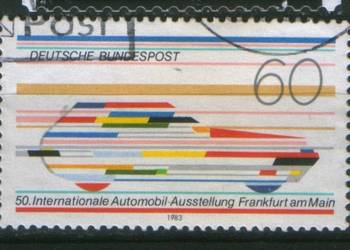 POST
DEUTSCHE BUNDESPOST
60
50. Internationale Automobil-Ausstellung Frankfurt am Main
1983